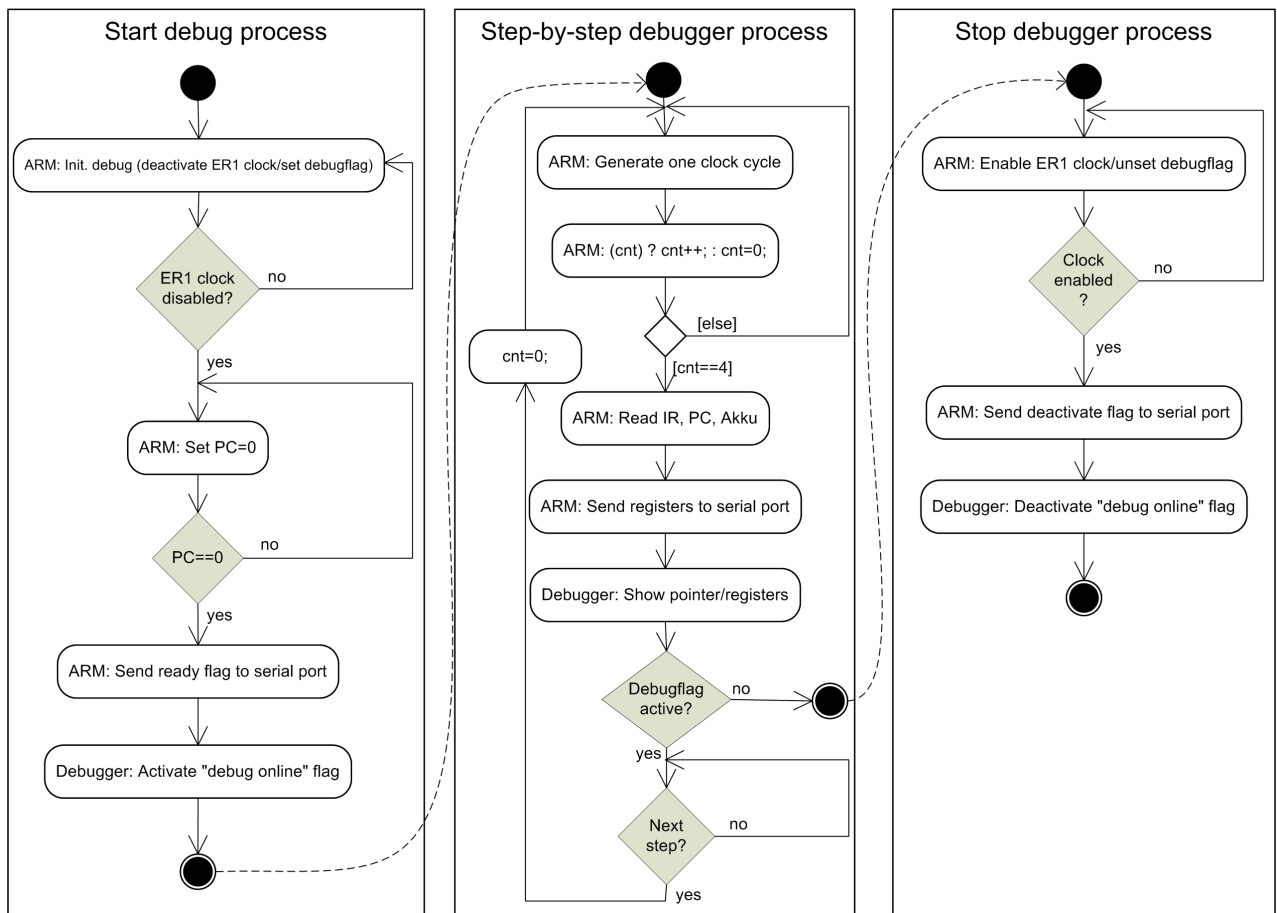 Start debug process
ARM: Init. debug (deactivate ER1 clock/set debugflag)
ER1 clock
disabled?
no
yes
ARM: Set PC=0
PC==0
no
yes
ARM: Send ready flag to serial port
Debugger: Activate "debug online" flag
Step-by-step debugger process
ARM: Generate one clock cycle
ARM: (cnt) ? cnt++; : cnt=0;
[else]
cnt=0;
[cnt==4]
ARM: Read IR, PC, Akku
ARM: Send registers to serial port
Debugger: Show pointer/registers
Debugflag
active?
no
yes
Next
step?
no
yes
Stop debugger process
ARM: Enable ER1 clock/unset debugflag
Clock
enabled
?
no
yes
ARM: Send deactivate flag to serial port
Debugger: Deactivate "debug online" flag